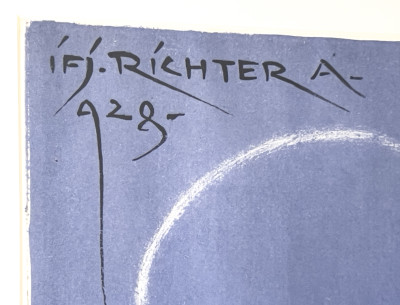 ifj. RICHTER A-
928-